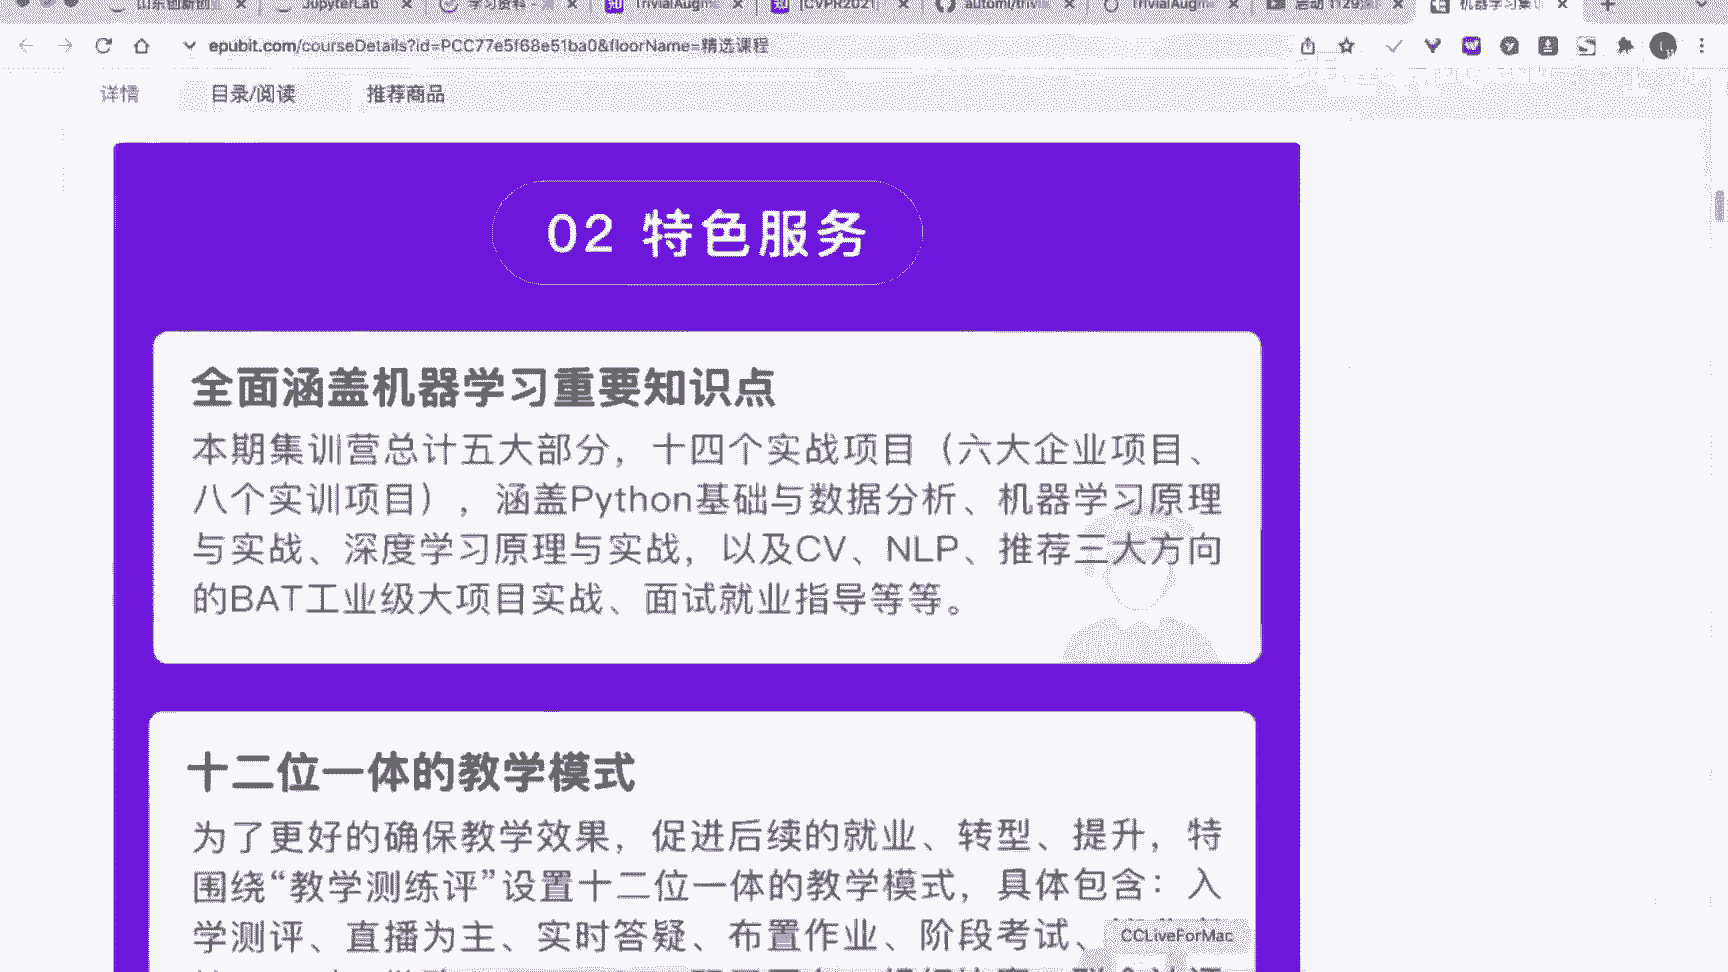 JupyterLab
学习资料
TrivialAugm
[CVPR2021]
automl/trivia
TrivialAugme
机器学习集
epubit.com/courseDetails?id=PCC77e5f68e51ba0&floorName=精选课程
详情 目录/阅读 推荐商品
02 特色服务
全面涵盖机器学习重要知识点
本期集训营总计五大部分，十四个实战项目（六大企业项目、
八个实训项目），涵盖Python基础与数据分析、机器学习原理
与实战、深度学习原理与实战，以及CV、NLP、推荐三大方向
的BAT工业级大项目实战、面试就业指导等等。
十二位一体的教学模式
为了更好的确保教学效果，促进后续的就业、转型、提升，特
围绕“教学测练评”设置十二位一体的教学模式，具体包含：入
学测评、直播为主、实时答疑、布置作业、阶段考试、
CCLiveForMac